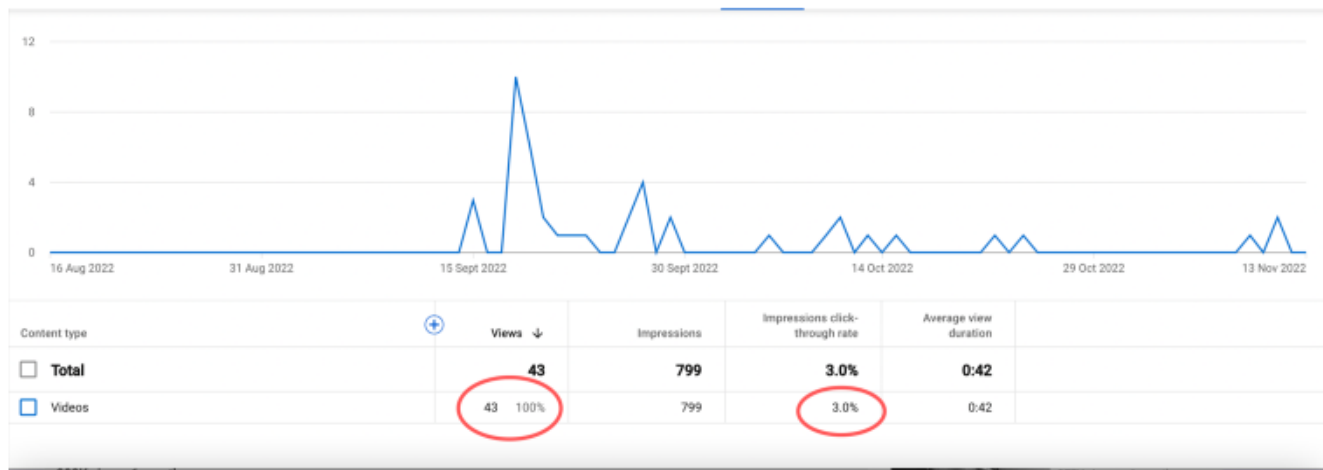 12
8
4
0
16 Aug 2022 31 Aug 2022 15 Sept 2022 30 Sept 2022 14 Oct 2022 29 Oct 2022 13 Nov 2022
Content type Views Impressions Impressions click-through rate Average view duration
Total 43 799 3.0% 0:42
Videos 43 100% 799 3.0% 0:42